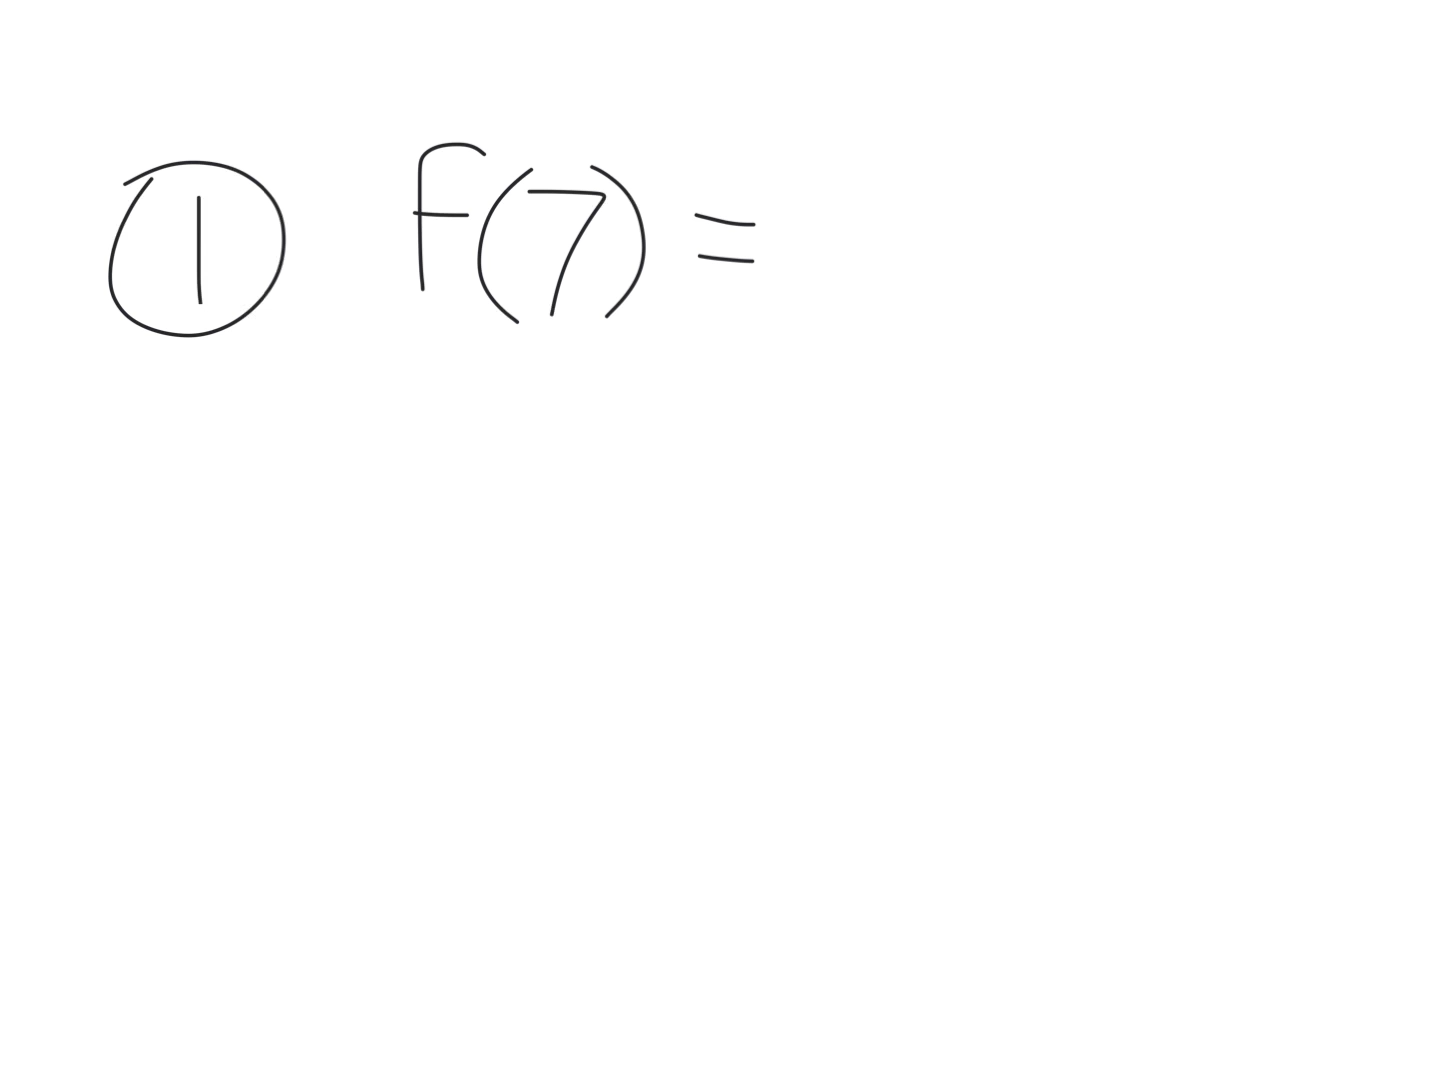 ① f(7) =